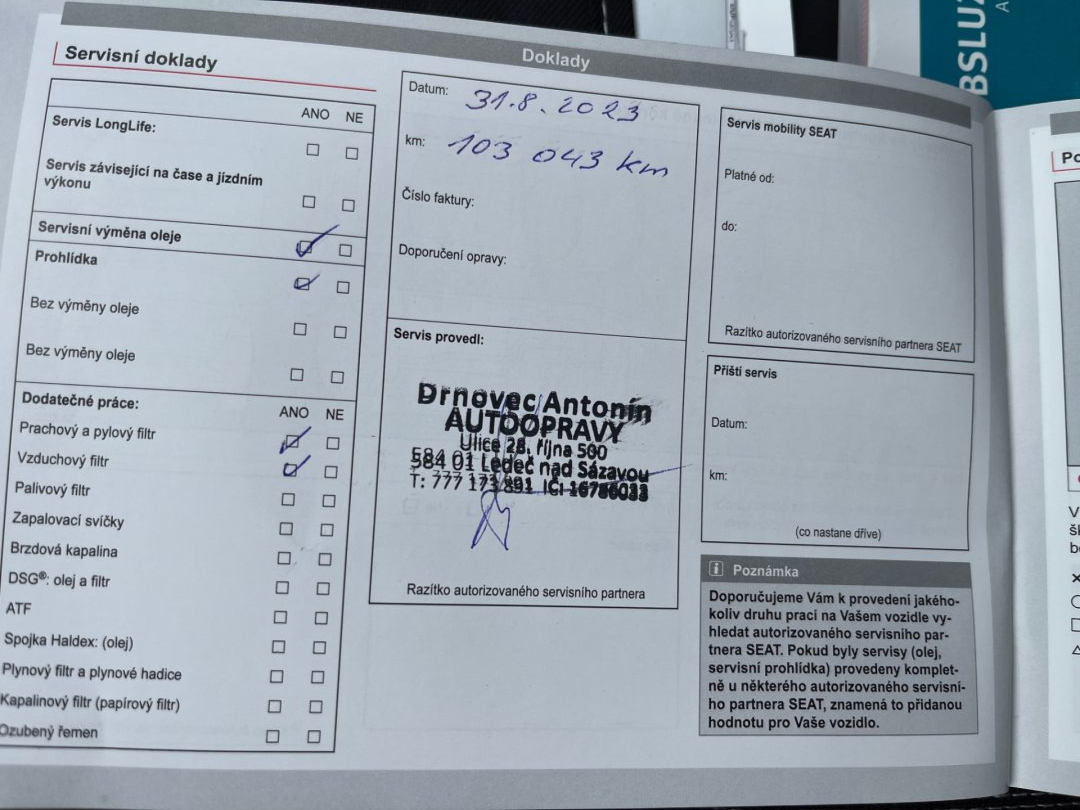 Doklady
Servisní doklady
ANO NE
Servis LongLife:
Servis závisející na čase a jízdním
výkonu
Servisní výměna oleje
Prohlídka
Bez výměny oleje
Bez výměny oleje
Dodatečné práce:
ANO NE
Prachový a pylový filtr
Vzduchový filtr
Palivový filtr
Zapalovací svíčky
Brzdová kapalina
DSG®: olej a filtr
ATF
Spojka Haldex: (olej)
Plynový filtr a plynové hadice
Kapalinový filtr (papírový filtr)
Ozubený řemen
Datum: 31.8.2023
km: 103 043 km
Číslo faktury:
Doporučení opravy:
Servis provedl:
Drnovec Antonín
AUTOOPRAVY
Ulice 28. října 500
584 01 Ledeč nad Sázavou
T: 777 173 891 IČ:
Razítko autorizovaného servisního partnera
Servis mobility SEAT
Platné od:
do:
Razítko autorizovaného servisního partnera SEAT
Příští servis
Datum:
km:
(co nastane dříve)
Poznámka
Doporučujeme Vám k provedení jakého-
koliv druhu prací na Vašem vozidle vy-
hledat autorizovaného servisního par-
tnera SEAT. Pokud byly servisy (olej,
servisní prohlídka) provedeny komplet-
ně u některého autorizovaného servisní-
ho partnera SEAT, znamená to přidanou
hodnotu pro Vaše vozidlo.